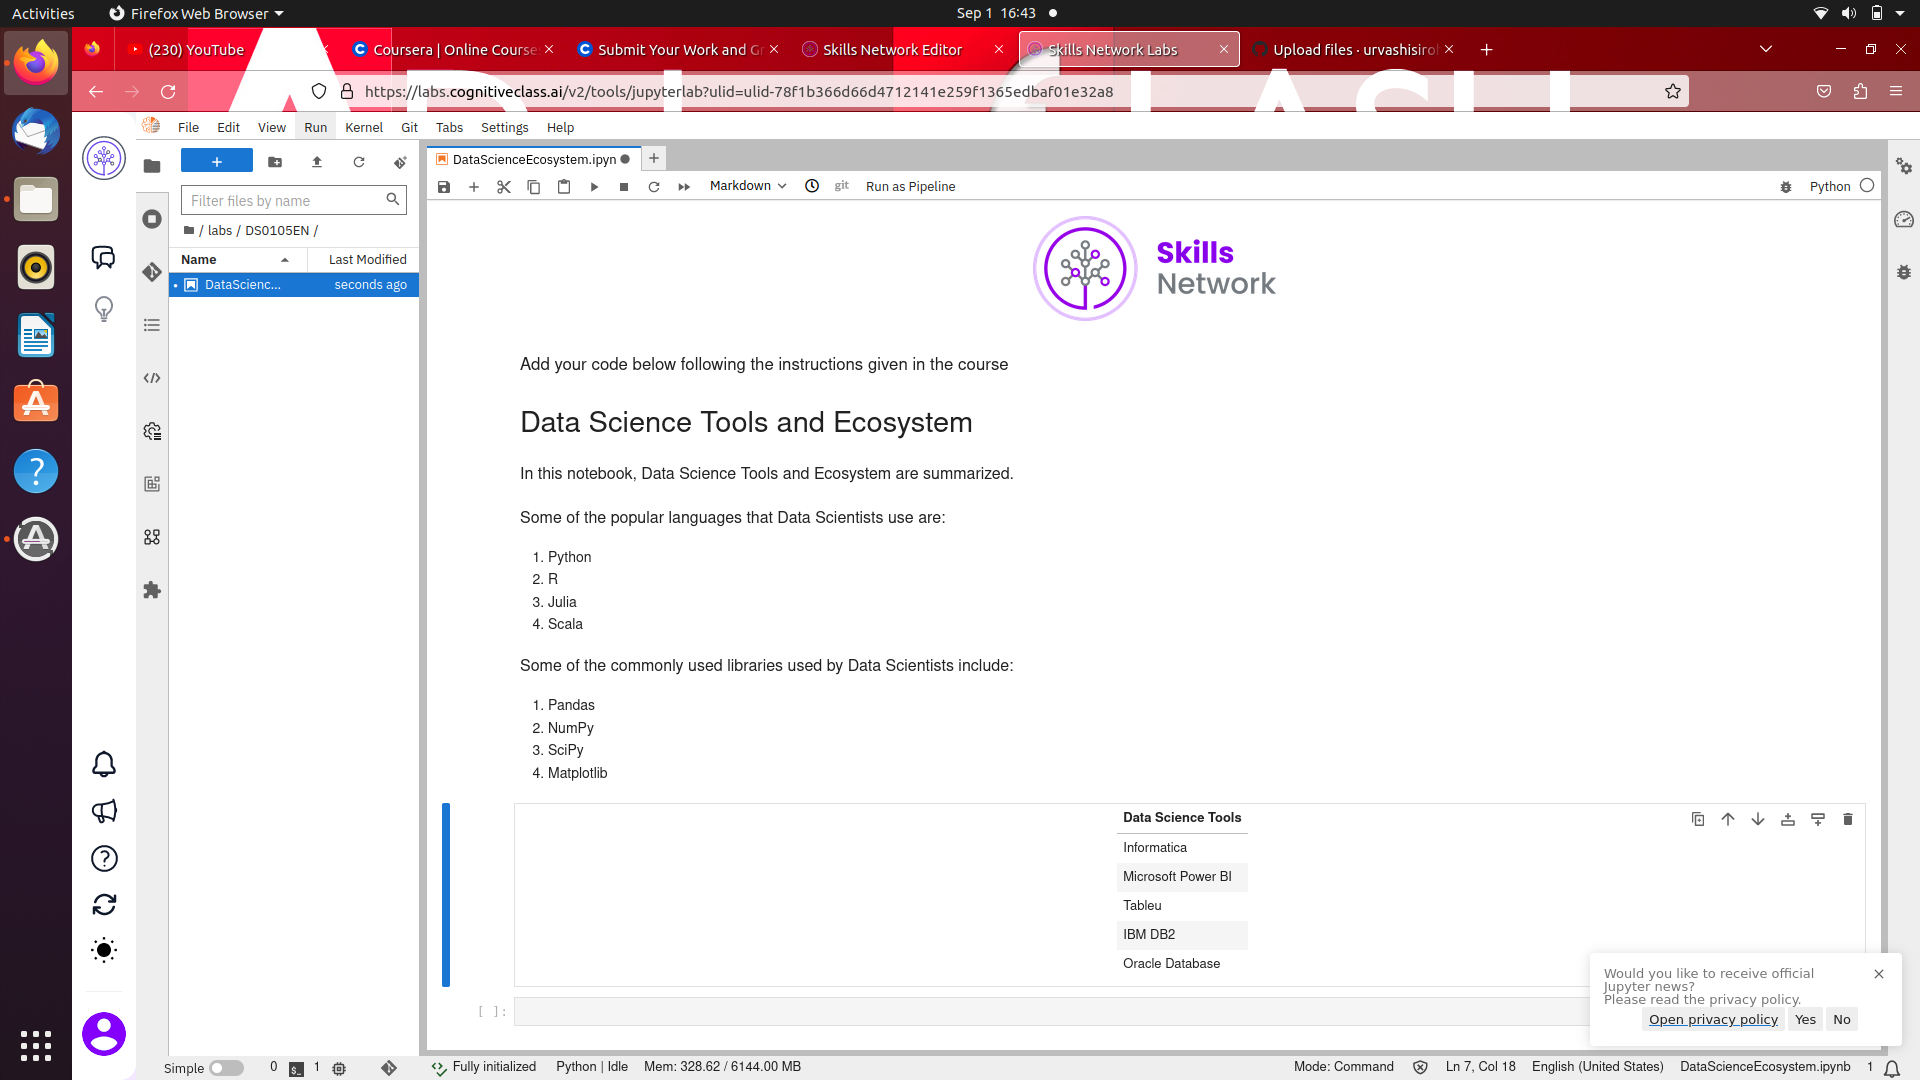 Activities
Firefox Web Browser
Sep 1 16:43
(230) YouTube
Coursera | Online Course
Submit Your Work and Gr
Skills Network Editor
Skills Network Labs
Upload files · urvashisiroh
https://labs.cognitiveclass.ai/v2/tools/jupyterlab?ulid=ulid-78f1b366d66d4712141e259f1365edbaf01e32a8
File Edit View Run Kernel Git Tabs Settings Help
DataScienceEcosystem.ipyn
Filter files by name
/ labs / DS0105EN /
Name
Last Modified
DataScienc...
seconds ago
Markdown
git
Run as Pipeline
Python
Skills
Network
Add your code below following the instructions given in the course
Data Science Tools and Ecosystem
In this notebook, Data Science Tools and Ecosystem are summarized.
Some of the popular languages that Data Scientists use are:
1. Python
2. R
3. Julia
4. Scala
Some of the commonly used libraries used by Data Scientists include:
1. Pandas
2. NumPy
3. SciPy
4. Matplotlib
Data Science Tools
Informatica
Microsoft Power BI
Tableu
IBM DB2
Oracle Database
[ ]:
Would you like to receive official
Jupyter news?
Please read the privacy policy.
Open privacy policy
Yes
No
Simple
0
1
Fully initialized
Python | Idle
Mem: 328.62 / 6144.00 MB
Mode: Command
Ln 7, Col 18
English (United States)
DataScienceEcosystem.ipynb
1